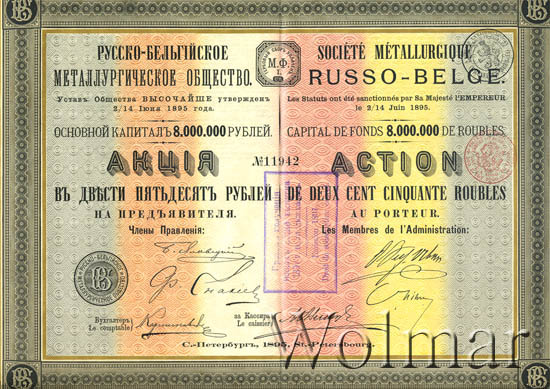 РУССКО-БЕЛЬГІЙСКОЕ
МЕТАЛЛУРГИЧЕСКОЕ ОБЩЕСТВО.
Уставъ Общества ВЫСОЧАЙШЕ утвержденъ
2/14 Іюня 1895 года.
ОСНОВНОЙ КАПИТАЛЪ 8.000.000 РУБЛЕЙ.
М.Ф.
SOCIÉTÉ MÉTALLURGIQUE
RUSSO-BELGE.
Les Statuts ont été sanctionnés par Sa Majesté l'EMPEREUR
le 2/14 Juin 1895.
CAPITAL DE FONDS 8.000.000 DE ROUBLES.
АКЦІЯ №11942 ACTION
ВЪ ДВѢСТИ ПЯТЬДЕСЯТЪ РУБЛЕЙ
НА ПРЕДЪЯВИТЕЛЯ.
Члены Правленія:
DE DEUX CENT CINQUANTE ROUBLES
AU PORTEUR.
Les Membres de l'Administration:
Бухгалтеръ
Le comptable
за Кассира
Le caissier
С.-Петербургъ, 1895, St.-Pétersbourg.
Wolmar